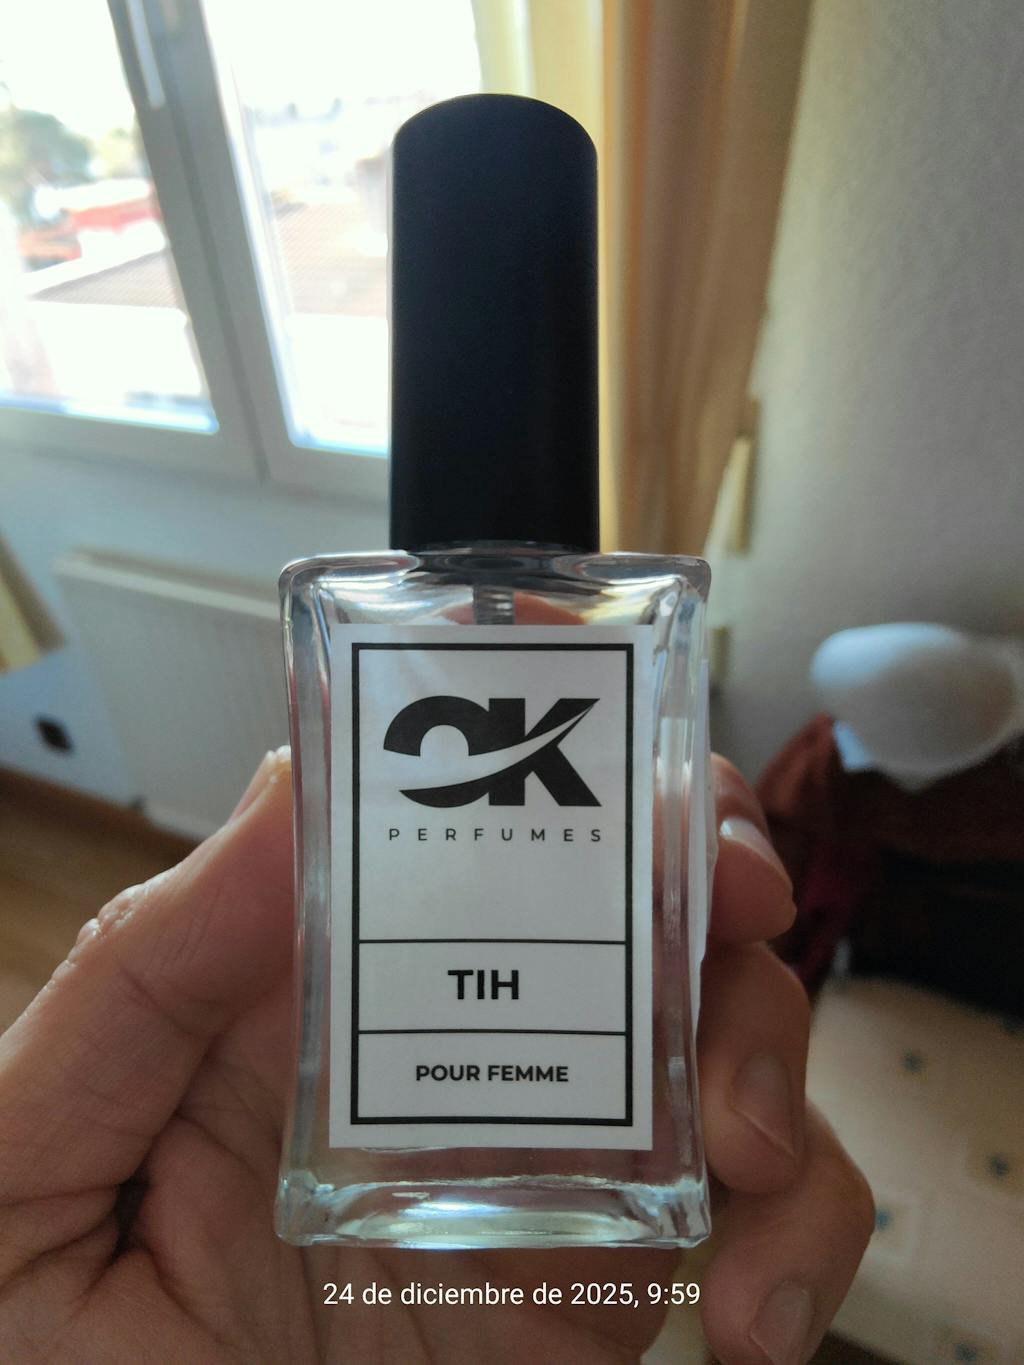 OK
PERFUMES
TIH
POUR FEMME
24 de diciembre de 2025, 9:59